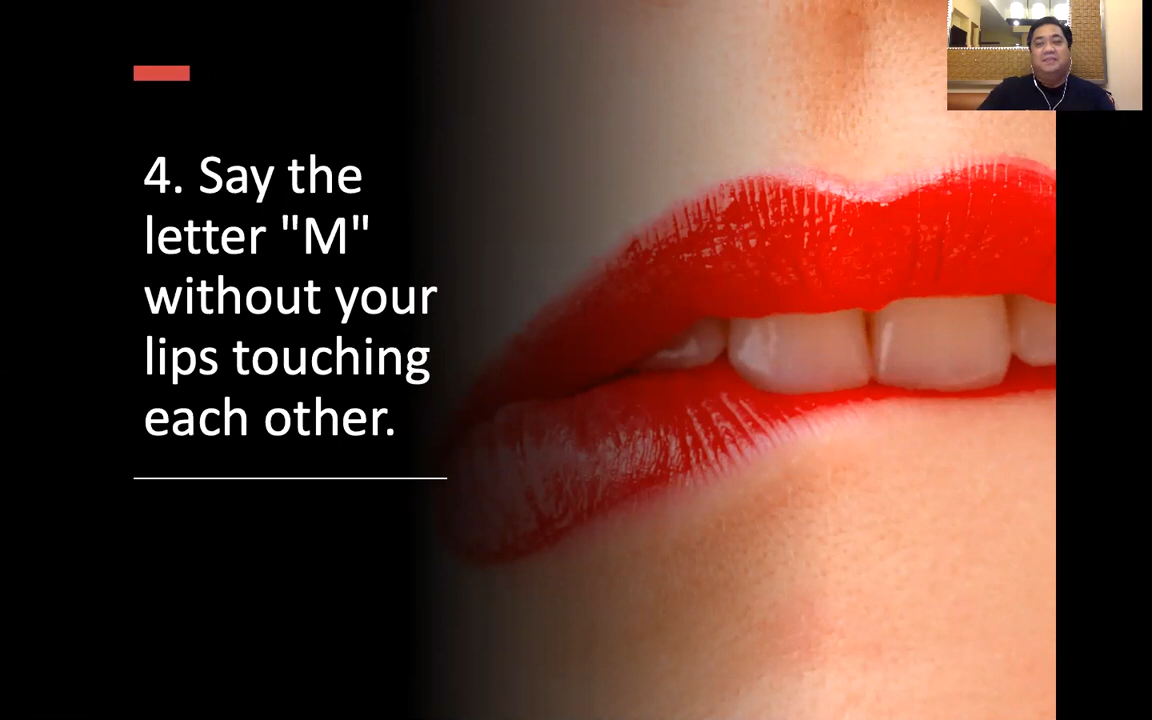 4. Say the
letter "M"
without your
lips touching
each other.